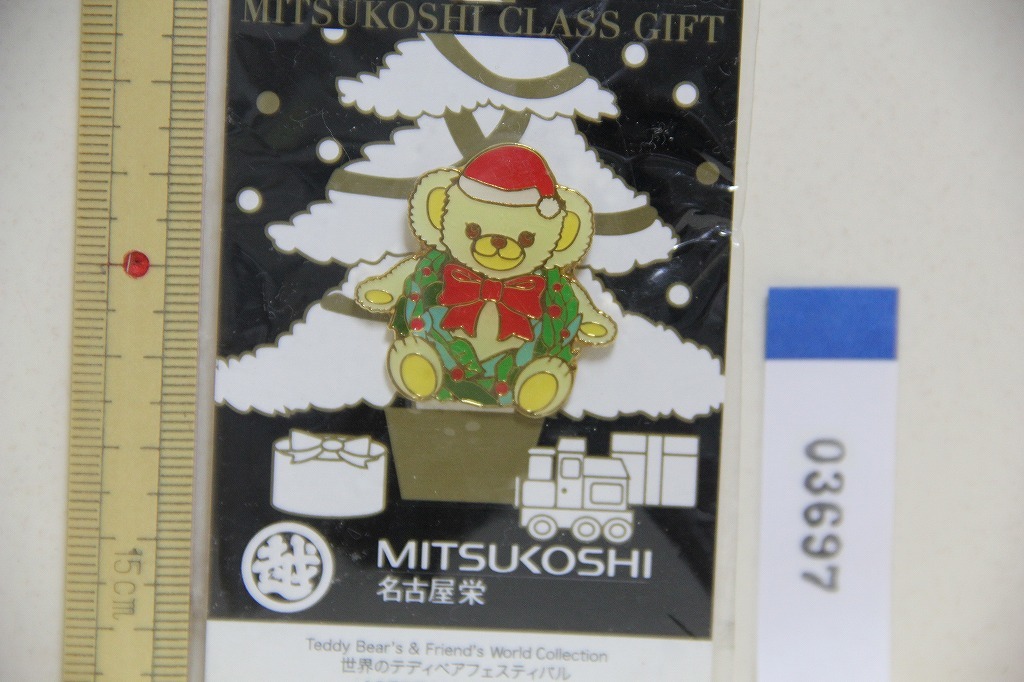 MITSUKOSHI CLASS GIFT
越
MITSUKOSHI
名古屋 栄
Teddy Bear's & Friend's World Collection
世界のテディベアフェスティバル
15cm
03697